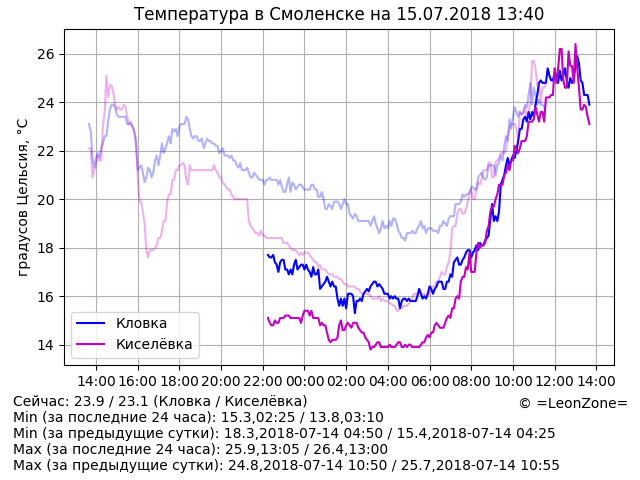 Температура в Смоленске на 15.07.2018 13:40
градусов Цельсия, °C
26
24
22
20
18
16
14
Кловка
Киселёвка
14:00 16:00 18:00 20:00 22:00 00:00 02:00 04:00 06:00 08:00 10:00 12:00 14:00
Сейчас: 23.9 / 23.1 (Кловка / Киселёвка)
© =LeonZone=
Min (за последние 24 часа): 15.3,02:25 / 13.8,03:10
Min (за предыдущие сутки): 18.3,2018-07-14 04:50 / 15.4,2018-07-14 04:25
Max (за последние 24 часа): 25.9,13:05 / 26.4,13:00
Max (за предыдущие сутки): 24.8,2018-07-14 10:50 / 25.7,2018-07-14 10:55